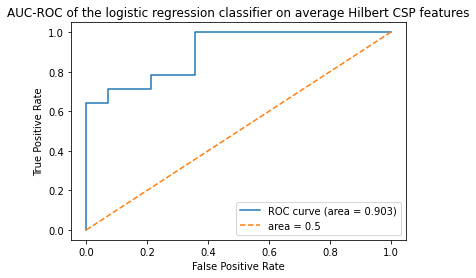 AUC-ROC of the logistic regression classifier on average Hilbert CSP features
1.0
0.8
0.6
0.4
0.2
0.0
True Positive Rate
ROC curve (area = 0.903)
area = 0.5
0.0 0.2 0.4 0.6 0.8 1.0
False Positive Rate